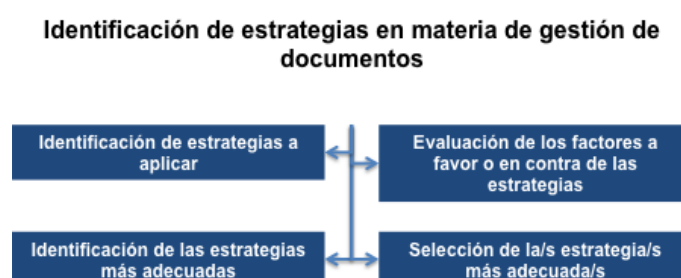 Identificación de estrategias en materia de gestión de
documentos
Identificación de estrategias a
aplicar
Evaluación de los factores a
favor o en contra de las
estrategias
Identificación de las estrategias
más adecuadas
Selección de la/s estrategia/s
más adecuada/s